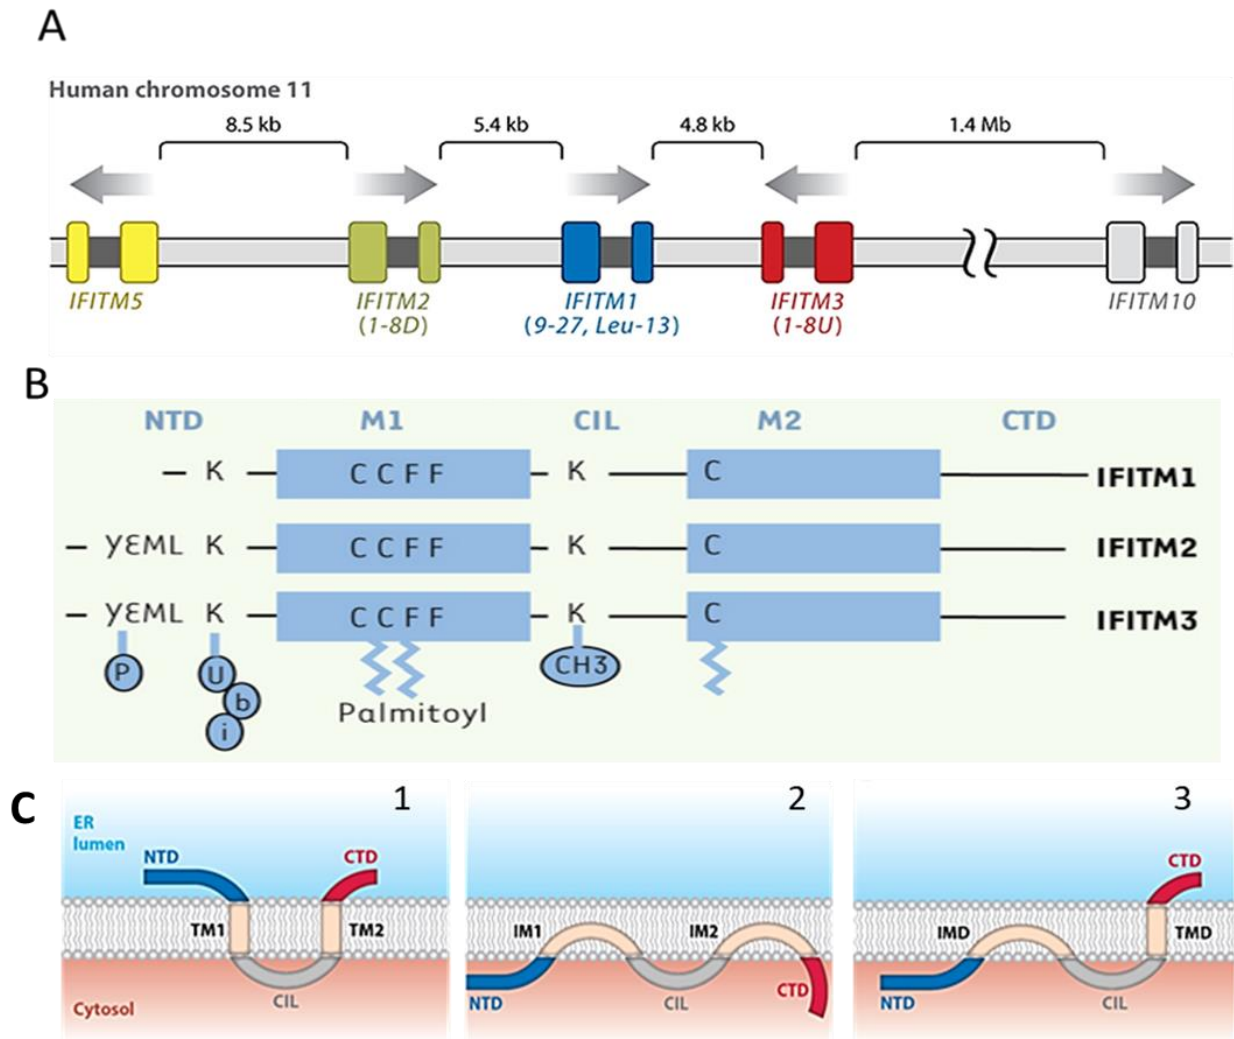 A
Human chromosome 11
8.5 kb 5.4 kb 4.8 kb 1.4 Mb
IFITM5 IFITM2 IFITM1 IFITM3 IFITM10
(1-8D) (9-27, Leu-13) (1-8U)
B
NTD M1 CIL M2 CTD
K C C F F K C IFITM1
YEML K C C F F K C IFITM2
YEML K C C F F K C IFITM3
P U b i CH3
Palmitoyl
C
1 2 3
ER
lumen
NTD CTD CTD
TM1 TM2 IM1 IM2 IMD TMD
CIL NTD CIL CTD NTD CIL
Cytosol